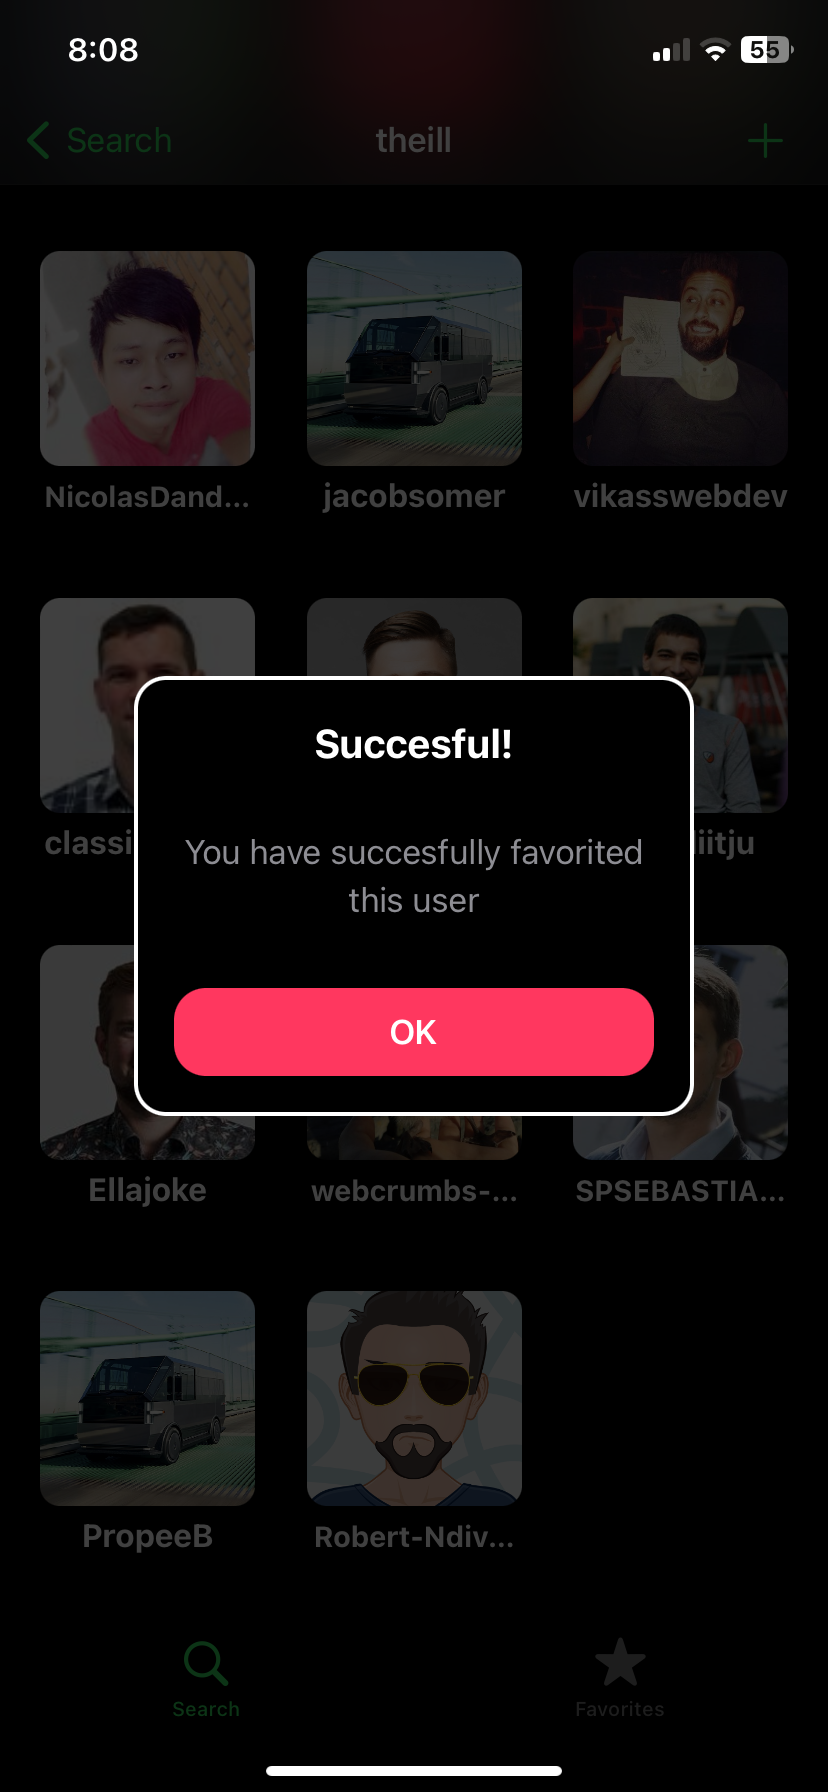 8:08
55
Search
theill
NicolasDand...
jacobsomer
vikasswebdev
classi
iitju
Succesful!
You have succesfully favorited
this user
OK
Ellajoke
webcrumbs-...
SPSEBASTIA...
PropeeB
Robert-Ndiv...
Search
Favorites